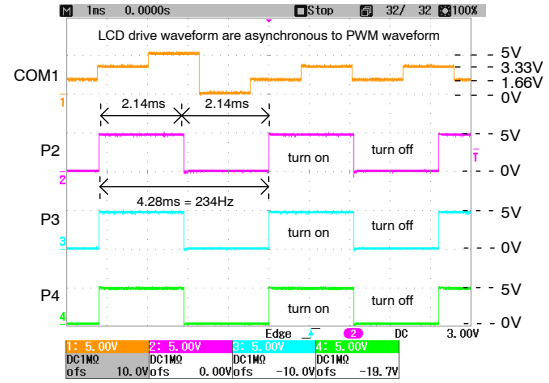 M 1ms 0.0000s Stop 32/ 32 100%
LCD drive waveform are asynchronous to PWM waveform
5V
COM1 3.33V
1.66V
0V
1
2.14ms 2.14ms
P2 5V
turn on turn off T
0V
2
4.28ms = 234Hz
P3 5V
turn on turn off
3 0V
P4 5V
turn on turn off
4 0V
Edge 2 DC 3.00V
1: 5.00V 2: 5.00V 3: 5.00V 4: 5.00V
DC1MΩ DC1MΩ DC1MΩ DC1MΩ
ofs 10.0V ofs 0.00V ofs -10.0V ofs -19.7V